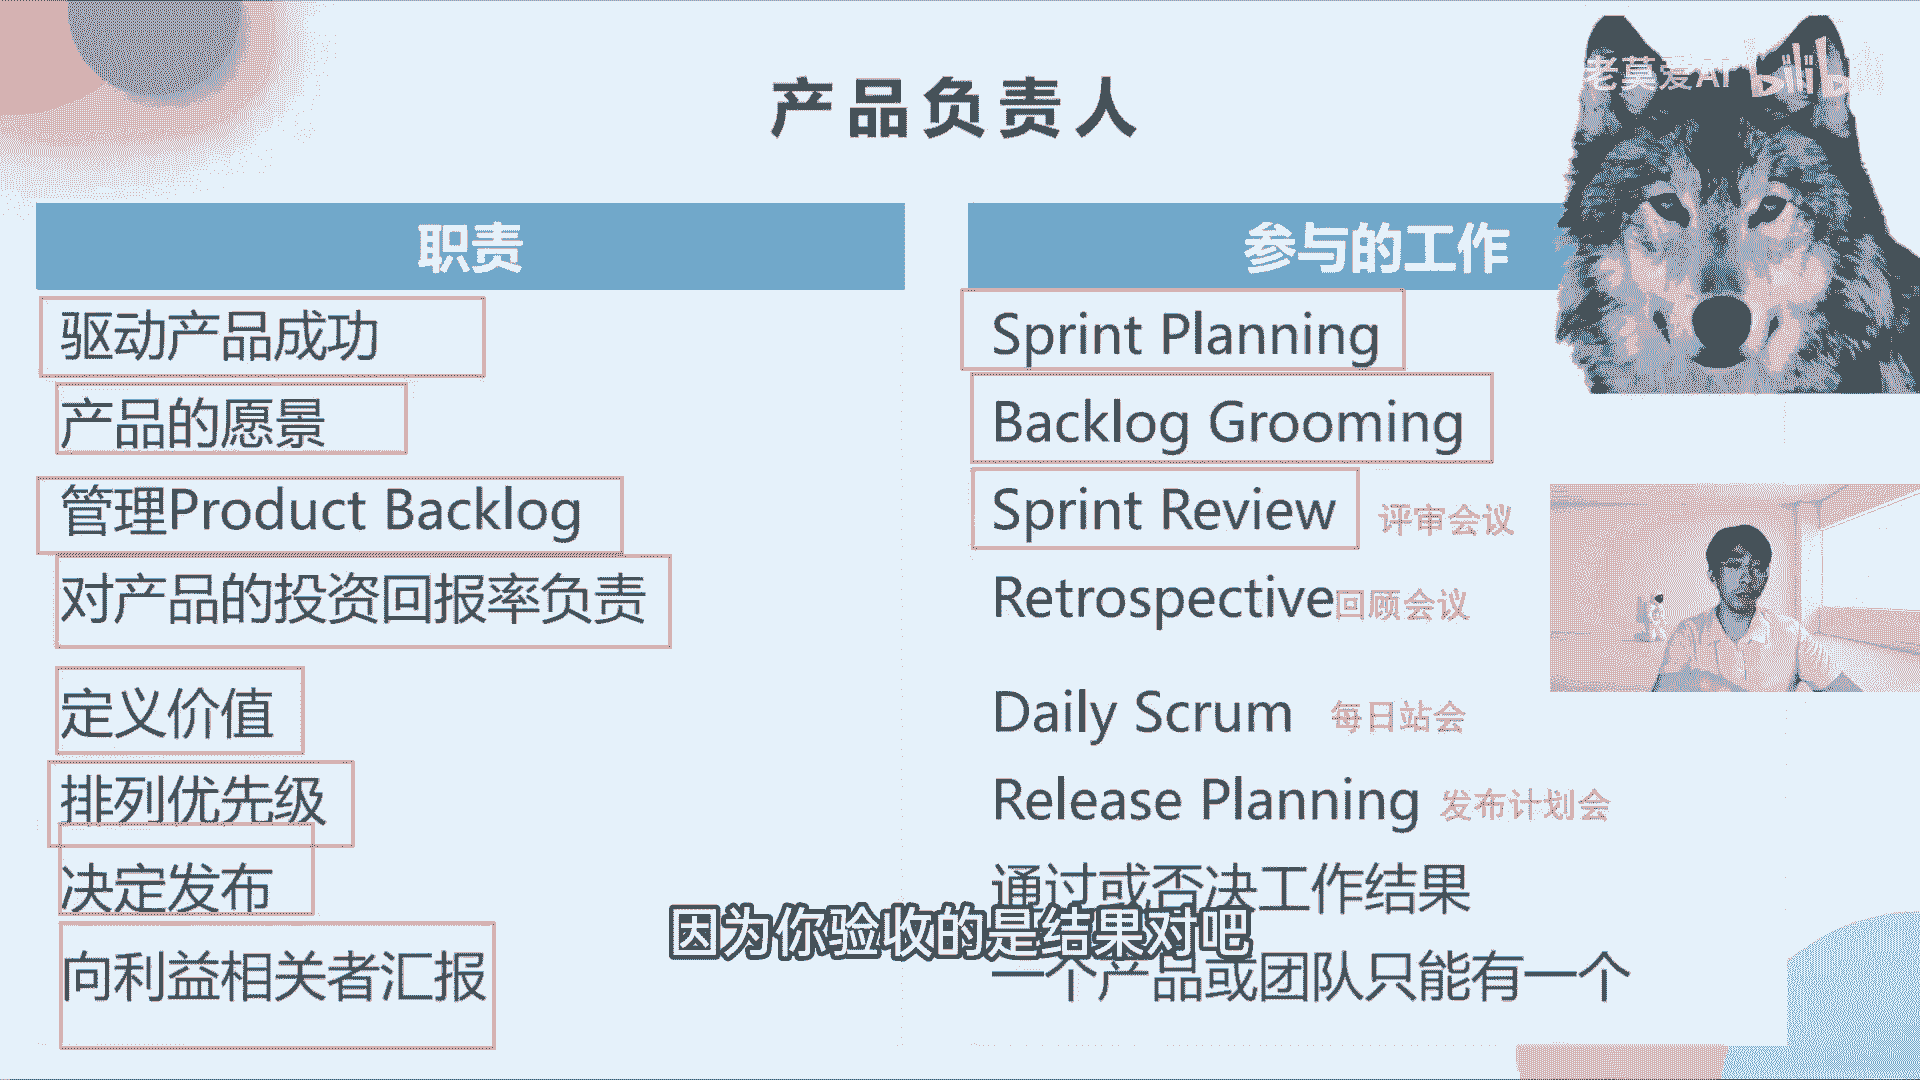 老莫爱AI bilibili
产品负责人
职责
驱动产品成功
产品的愿景
管理Product Backlog
对产品的投资回报率负责
定义价值
排列优先级
决定发布
向利益相关者汇报
参与的工作
Sprint Planning
Backlog Grooming
Sprint Review 评审会议
Retrospective回顾会议
Daily Scrum 每日站会
Release Planning 发布计划会
通过或否决工作结果
一个产品或团队只能有一个
因为你验收的是结果对吧